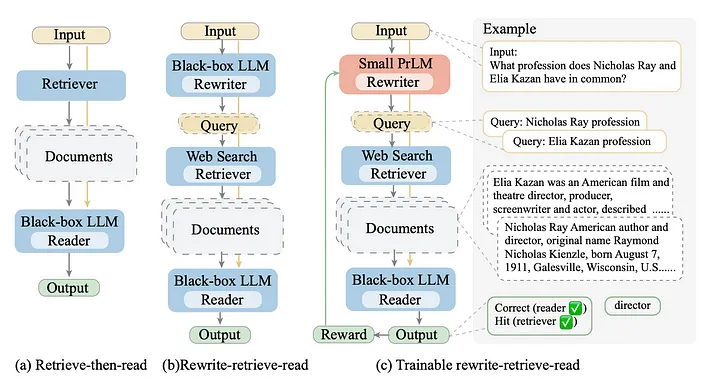 Input
Retriever
Documents
Black-box LLM
Reader
Output
(a) Retrieve-then-read
Input
Black-box LLM
Rewriter
Query
Web Search
Retriever
Documents
Black-box LLM
Reader
Output
(b)Rewrite-retrieve-read
Input
Small PrLM
Rewriter
Query
Web Search
Retriever
Documents
Black-box LLM
Reader
Reward
Output
(c) Trainable rewrite-retrieve-read
Example
Input:
What profession does Nicholas Ray and
Elia Kazan have in common?
Query: Nicholas Ray profession
Query: Elia Kazan profession
Elia Kazan was an American film and
theatre director, producer,
screenwriter and actor, described ......
Nicholas Ray American author and
director, original name Raymond
Nicholas Kienzle, born August 7,
1911, Galesville, Wisconsin, U.S......
Correct (reader ✅)
Hit (retriever ✅)
director